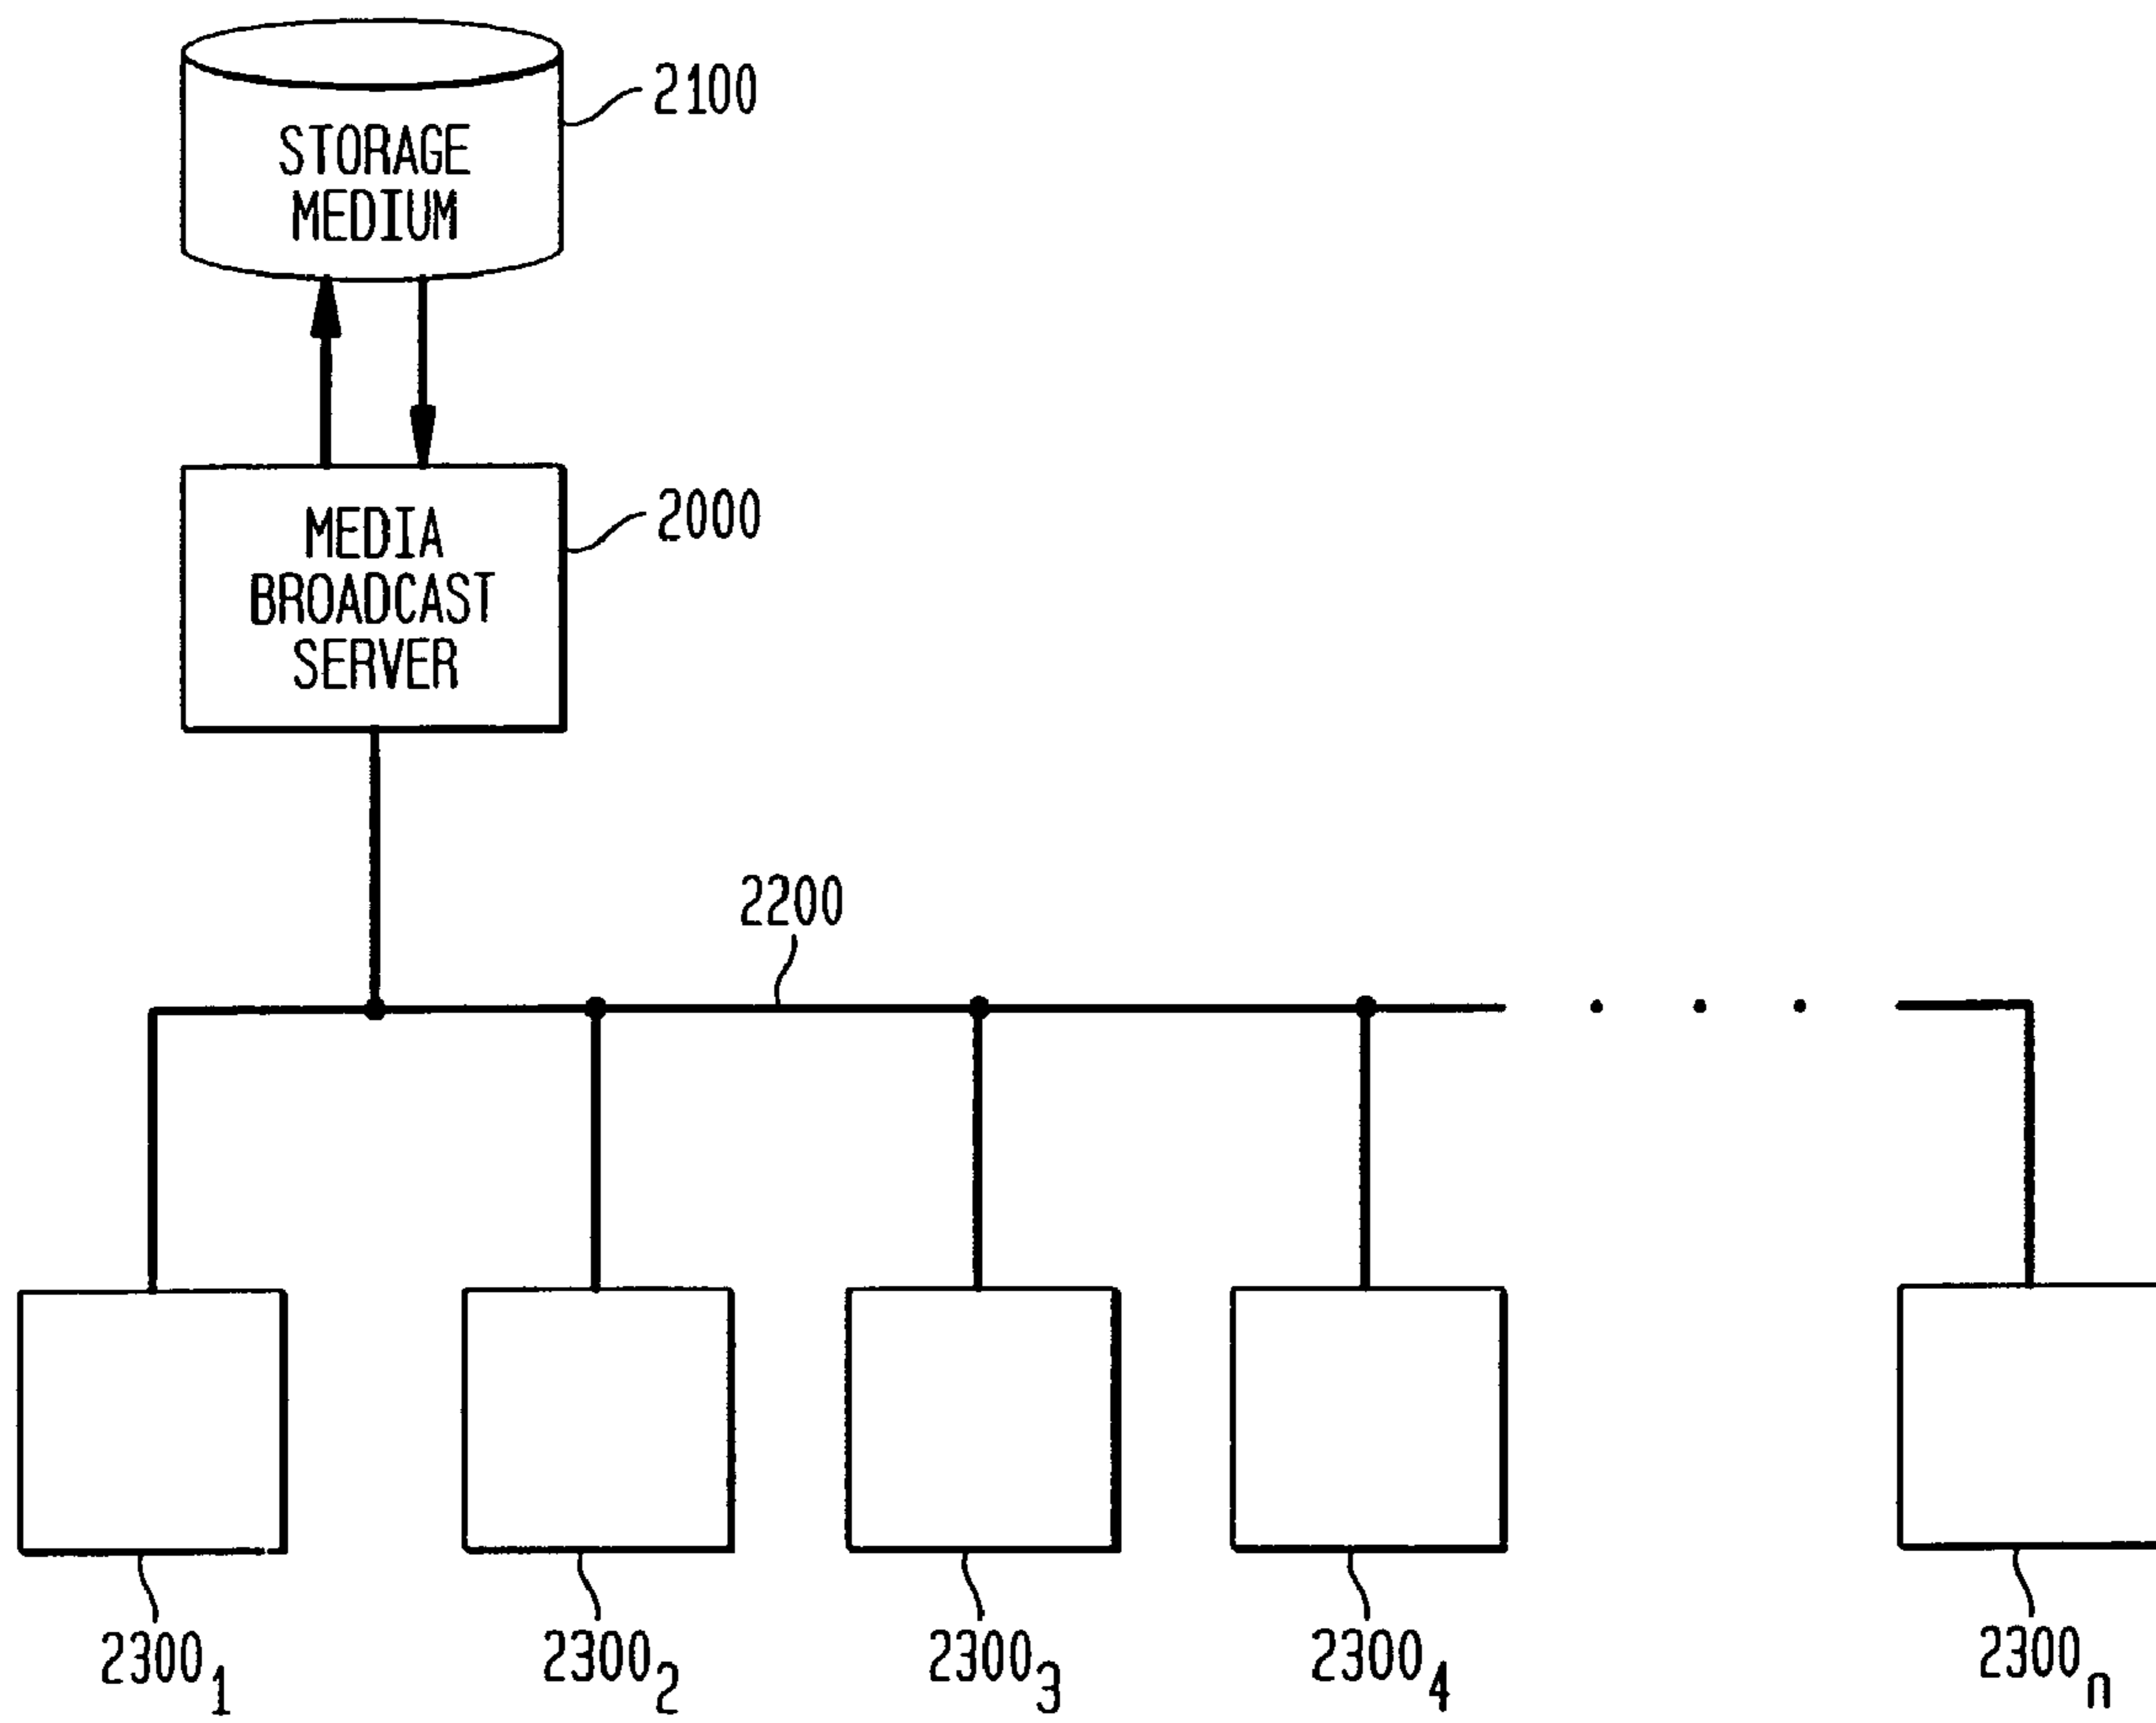 2100
STORAGE
MEDIUM
2000
MEDIA
BROADCAST
SERVER
2200
2300₁ 2300₂ 2300₃ 2300₄ 2300ₙ